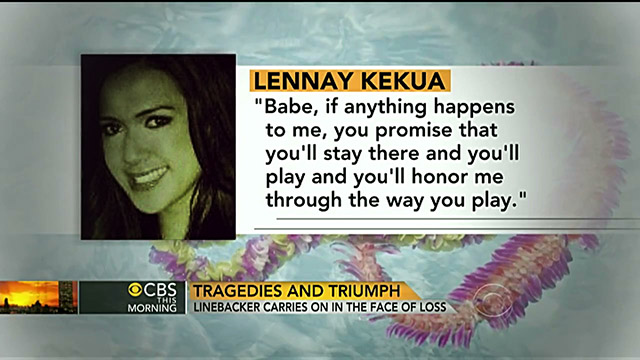 LENNAY KEKUA
"Babe, if anything happens
to me, you promise that
you'll stay there and you'll
play and you'll honor me
through the way you play."
CBS
THIS
MORNING
TRAGEDIES AND TRIUMPH
LINEBACKER CARRIES ON IN THE FACE OF LOSS